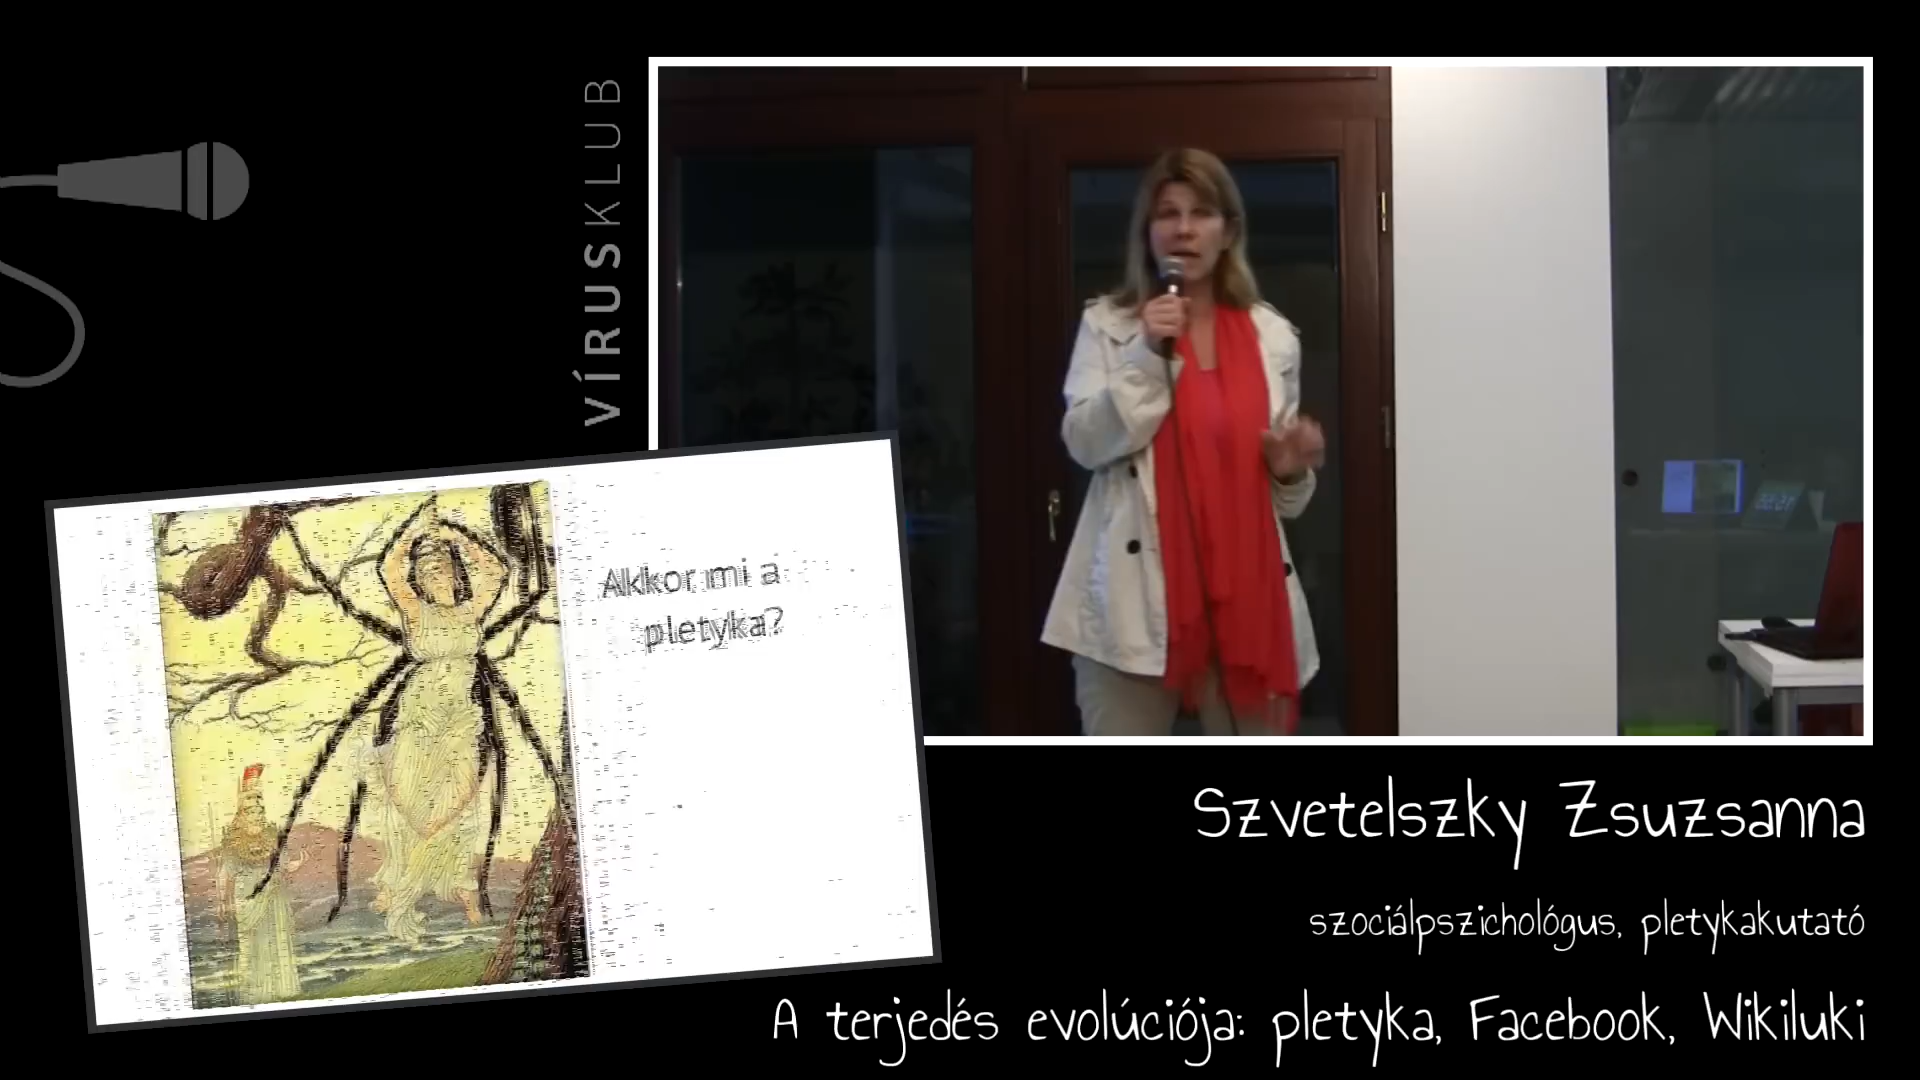 VÍRUSKLUB
Akkor mi a
pletyka?
Szvetelszky Zsuzsanna
szociálpszichológus, pletykakutató
A terjedés evolúciója: pletyka, Facebook, Wikiluki